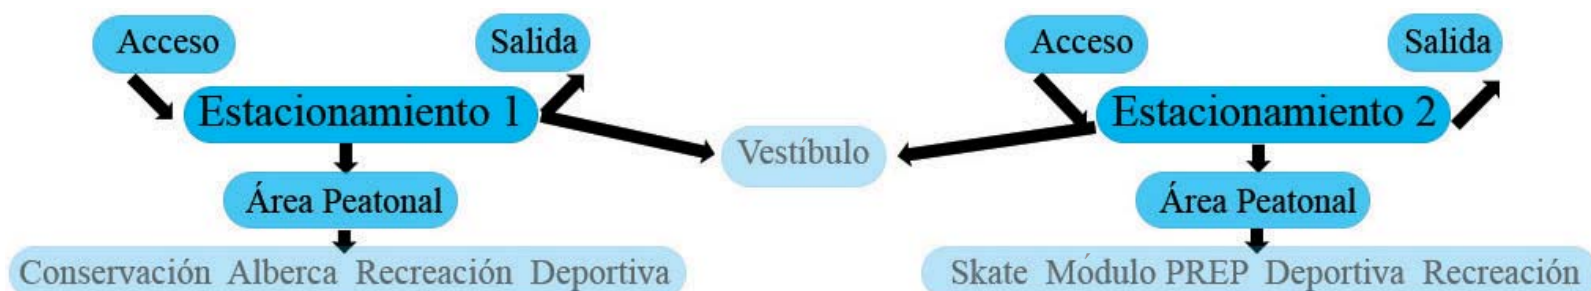 Acceso
Salida
Estacionamiento 1
Área Peatonal
Conservación Alberca Recreación Deportiva
Vestíbulo
Acceso
Salida
Estacionamiento 2
Área Peatonal
Skate Módulo PREP Deportiva Recreación